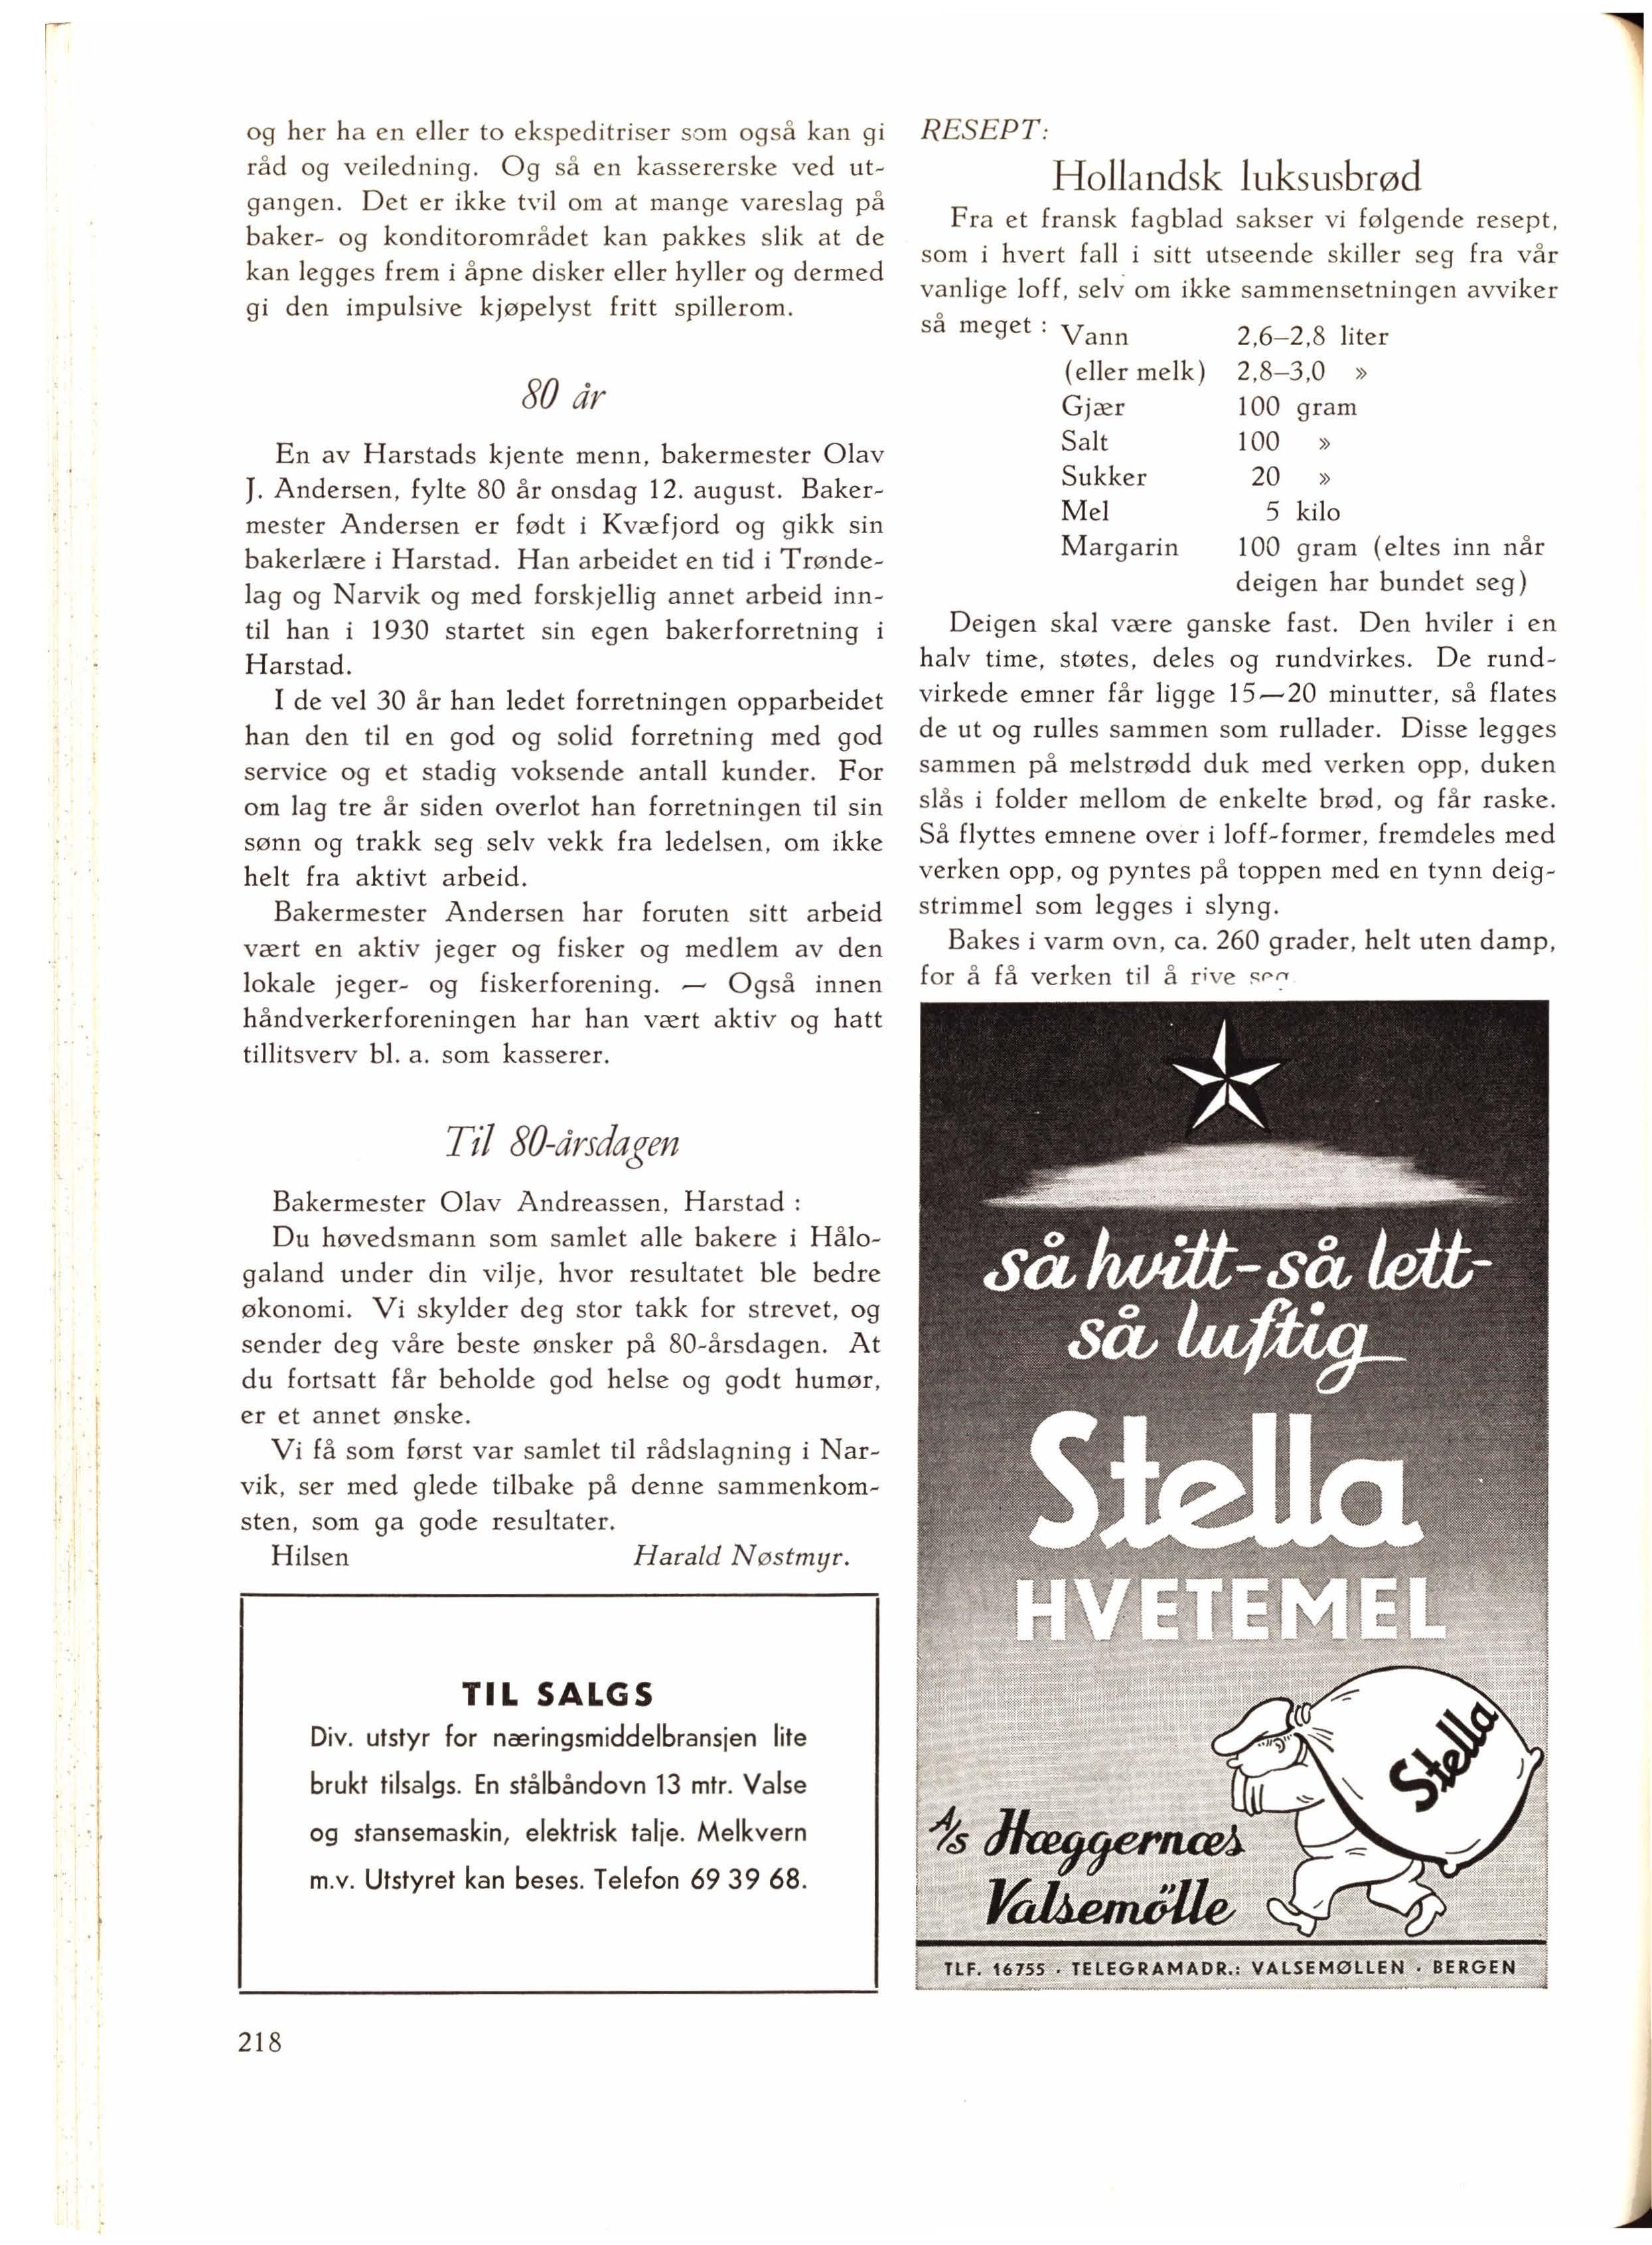 og her ha en eller to ekspeditriser som også kan gi
råd og veiledning. Og så en kassererske ved ut-
gangen. Det er ikke tvil om at mange vareslag på
baker- og konditorområdet kan pakkes slik at de
kan legges frem i åpne disker eller hyller og dermed
gi den impulsive kjøpelyst fritt spillerom.
80 år
En av Harstads kjente menn, bakermester Olav
J. Andersen, fylte 80 år onsdag 12. august. Baker-
mester Andersen er født i Kvæfjord og gikk sin
bakerlære i Harstad. Han arbeidet en tid i Trønde-
lag og Narvik og med forskjellig annet arbeid inn-
til han i 1930 startet sin egen bakerforretning i
Harstad.
I de vel 30 år han ledet forretningen opparbeidet
han den til en god og solid forretning med god
service og et stadig voksende antall kunder. For
om lag tre år siden overlot han forretningen til sin
sønn og trakk seg selv vekk fra ledelsen, om ikke
helt fra aktivt arbeid.
Bakermester Andersen har foruten sitt arbeid
vært en aktiv jeger og fisker og medlem av den
lokale jeger- og fiskerforening. — Også innen
håndverkerforeningen har han vært aktiv og hatt
tillitsverv bl. a. som kasserer.
Til 80-årsdagen
Bakermester Olav Andreassen, Harstad :
Du høvedsmann som samlet alle bakere i Hålo-
galand under din vilje, hvor resultatet ble bedre
økonomi. Vi skylder deg stor takk for strevet, og
sender deg våre beste ønsker på 80-årsdagen. At
du fortsatt får beholde god helse og godt humør,
er et annet ønske.
Vi få som først var samlet til rådslagning i Nar-
vik, ser med glede tilbake på denne sammenkom-
sten, som ga gode resultater.
Hilsen Harald Nøstmyr.
TIL SALGS
Div. utstyr for næringsmiddelbransjen lite
brukt tilsalgs. En stålbåndovn 13 mtr. Valse
og stansemaskin, elektrisk talje. Melkvern
m.v. Utstyret kan beses. Telefon 69 39 68.
218
RESEPT:
Hollandsk luksusbrød
Fra et fransk fagblad sakser vi følgende resept,
som i hvert fall i sitt utseende skiller seg fra vår
vanlige loff, selv om ikke sammensetningen avviker
så meget :
Vann 2,6–2,8 liter
(eller melk) 2,8–3,0 »
Gjær 100 gram
Salt 100 »
Sukker 20 »
Mel 5 kilo
Margarin 100 gram (eltes inn når
deigen har bundet seg)
Deigen skal være ganske fast. Den hviler i en
halv time, støtes, deles og rundvirkes. De rund-
virkede emner får ligge 15—20 minutter, så flates
de ut og rulles sammen som rullader. Disse legges
sammen på melstrødd duk med verken opp, duken
slås i folder mellom de enkelte brød, og får raske.
Så flyttes emnene over i loff-former, fremdeles med
verken opp, og pyntes på toppen med en tynn deig-
strimmel som legges i slyng.
Bakes i varm ovn, ca. 260 grader, helt uten damp,
for å få verken til å rive seg.
så hvitt - så lett-
så luftig
Stella
HVETEMEL
Stella
A/S Hæggernæs
Valsemölle
TLF. 16755 · TELEGRAMADR.: VALSEMØLLEN · BERGEN